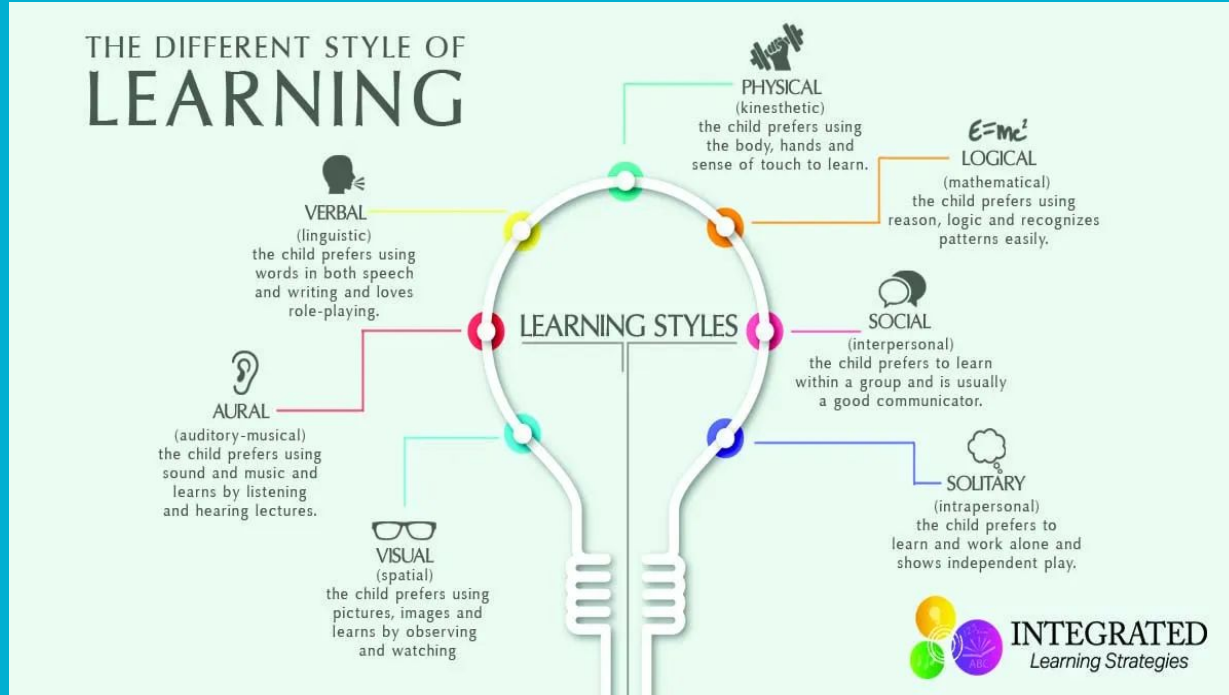 THE DIFFERENT STYLE OF
LEARNING
PHYSICAL
(kinesthetic)
the child prefers using
the body, hands and
sense of touch to learn.
E=mc²
LOGICAL
(mathematical)
the child prefers using
reason, logic and recognizes
patterns easily.
VERBAL
(linguistic)
the child prefers using
words in both speech
and writing and loves
role-playing.
LEARNING STYLES
SOCIAL
(interpersonal)
the child prefers to learn
within a group and is usually
a good communicator.
AURAL
(auditory-musical)
the child prefers using
sound and music and
learns by listening
and hearing lectures.
SOLITARY
(intrapersonal)
the child prefers to
learn and work alone and
shows independent play.
VISUAL
(spatial)
the child prefers using
pictures, images and
learns by observing
and watching
ABC
INTEGRATED
Learning Strategies